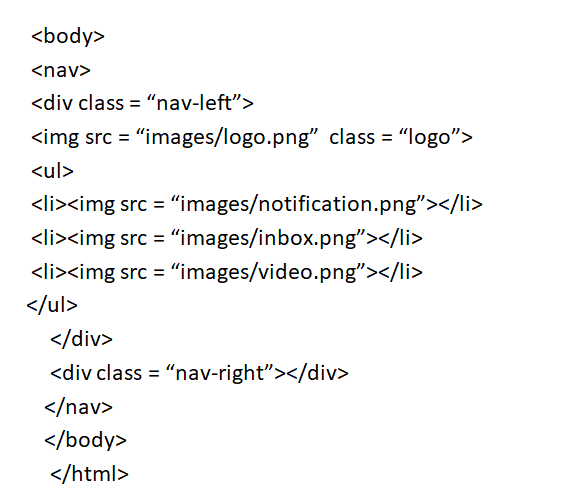 <body>
<nav>
<div class = “nav-left”>
<img src = “images/logo.png”  class = “logo”>
<ul>
<li><img src = “images/notification.png”></li>
<li><img src = “images/inbox.png”></li>
<li><img src = “images/video.png”></li>
</ul>
</div>
<div class = “nav-right”></div>
</nav>
</body>
</html>